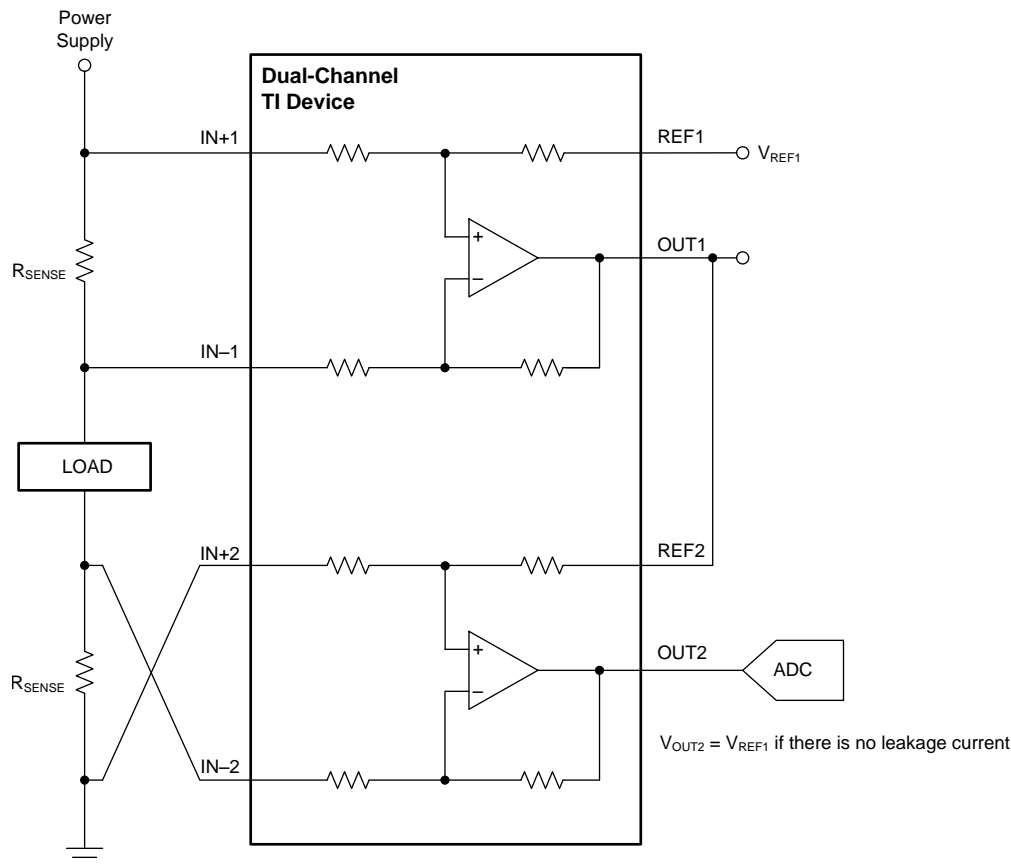 Power
Supply
Dual-Channel
TI Device
IN+1
REF1
VREF1
+
RSENSE
OUT1
−
IN–1
LOAD
IN+2
REF2
+
OUT2
RSENSE
ADC
−
VOUT2 = VREF1 if there is no leakage current
IN–2